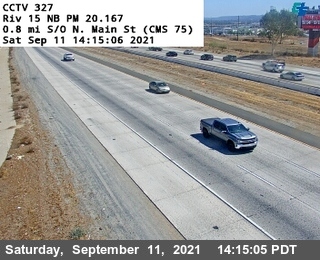 CCTV 327
Riv 15 NB PM 20.167
0.8 mi S/O N. Main St (CMS 75)
Sat Sep 11 14:15:06 2021
Saturday, September 11, 2021 14:15:05 PDT